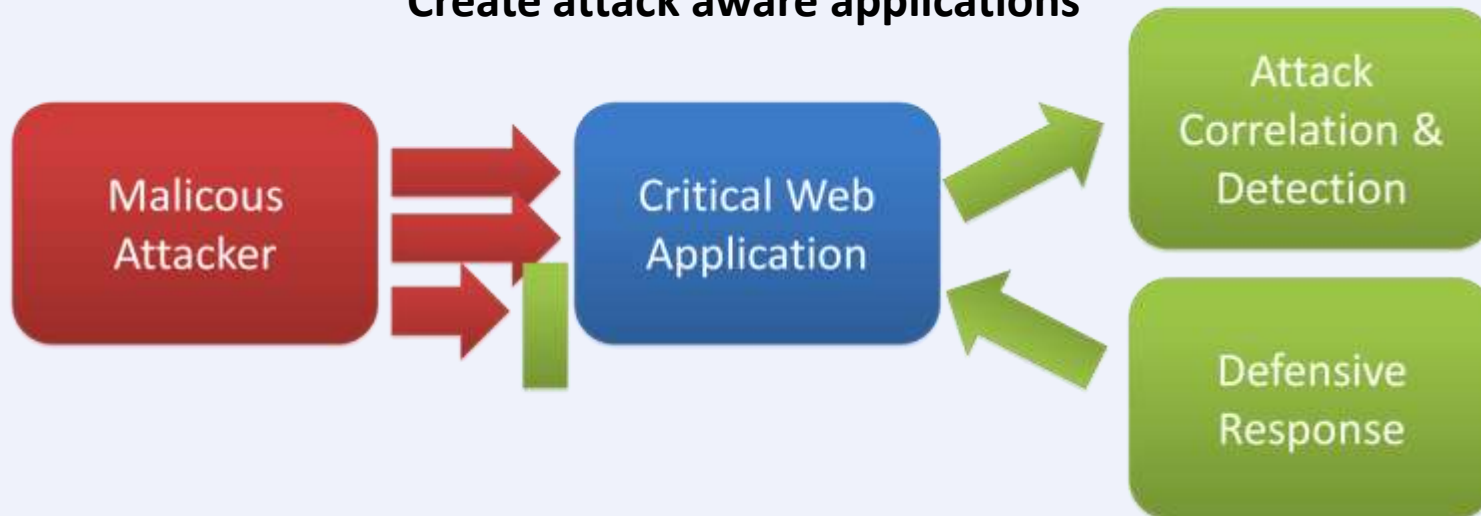 Create attack aware applications
Malicous
Attacker
Critical Web
Application
Attack
Correlation &
Detection
Defensive
Response